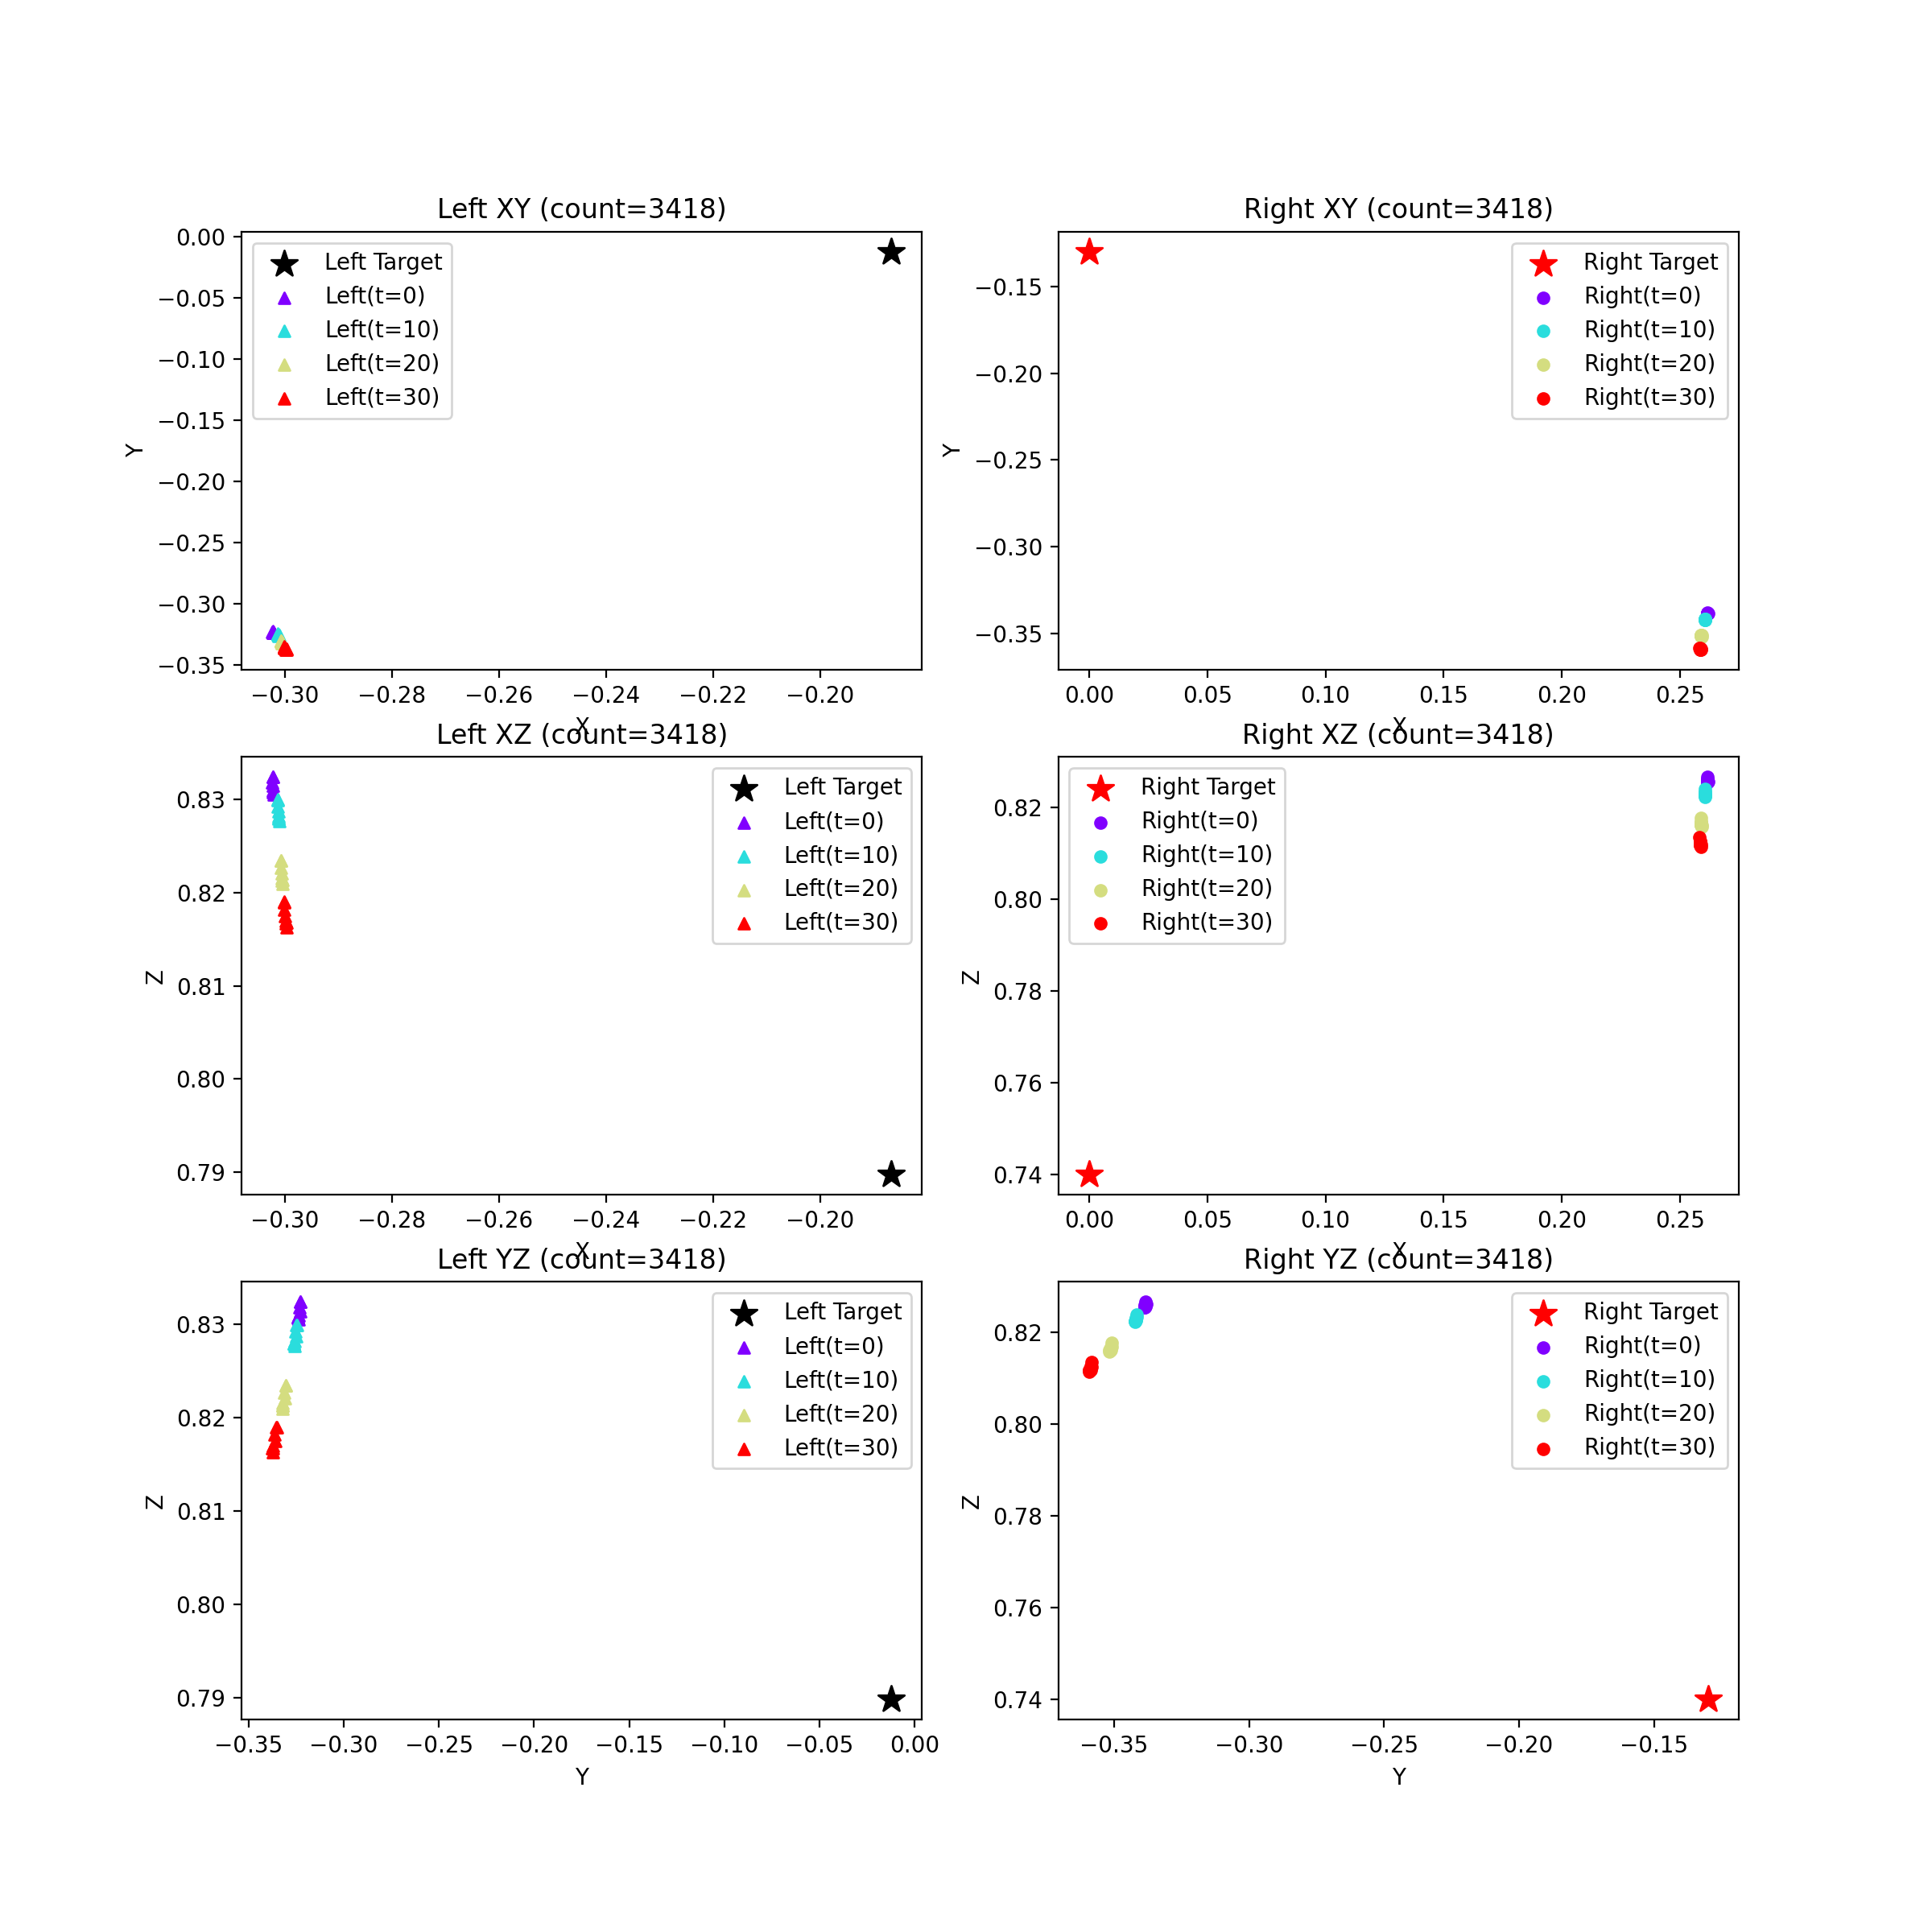 Left XY (count=3418)
Right XY (count=3418)
0.00
−0.05
−0.10
−0.15
−0.20
−0.25
−0.30
−0.35
Y
Left Target
Left(t=0)
Left(t=10)
Left(t=20)
Left(t=30)
−0.30
−0.28
−0.26
−0.24
−0.22
−0.20
X
−0.15
−0.20
−0.25
−0.30
−0.35
Y
Right Target
Right(t=0)
Right(t=10)
Right(t=20)
Right(t=30)
0.00
0.05
0.10
0.15
0.20
0.25
X
Left XZ (count=3418)
Right XZ (count=3418)
0.83
0.82
0.81
0.80
0.79
Z
Left Target
Left(t=0)
Left(t=10)
Left(t=20)
Left(t=30)
−0.30
−0.28
−0.26
−0.24
−0.22
−0.20
X
0.82
0.80
0.78
0.76
0.74
Z
Right Target
Right(t=0)
Right(t=10)
Right(t=20)
Right(t=30)
0.00
0.05
0.10
0.15
0.20
0.25
X
Left YZ (count=3418)
Right YZ (count=3418)
0.83
0.82
0.81
0.80
0.79
Z
Left Target
Left(t=0)
Left(t=10)
Left(t=20)
Left(t=30)
−0.35
−0.30
−0.25
−0.20
−0.15
−0.10
−0.05
0.00
Y
0.82
0.80
0.78
0.76
0.74
Z
Right Target
Right(t=0)
Right(t=10)
Right(t=20)
Right(t=30)
−0.35
−0.30
−0.25
−0.20
−0.15
Y